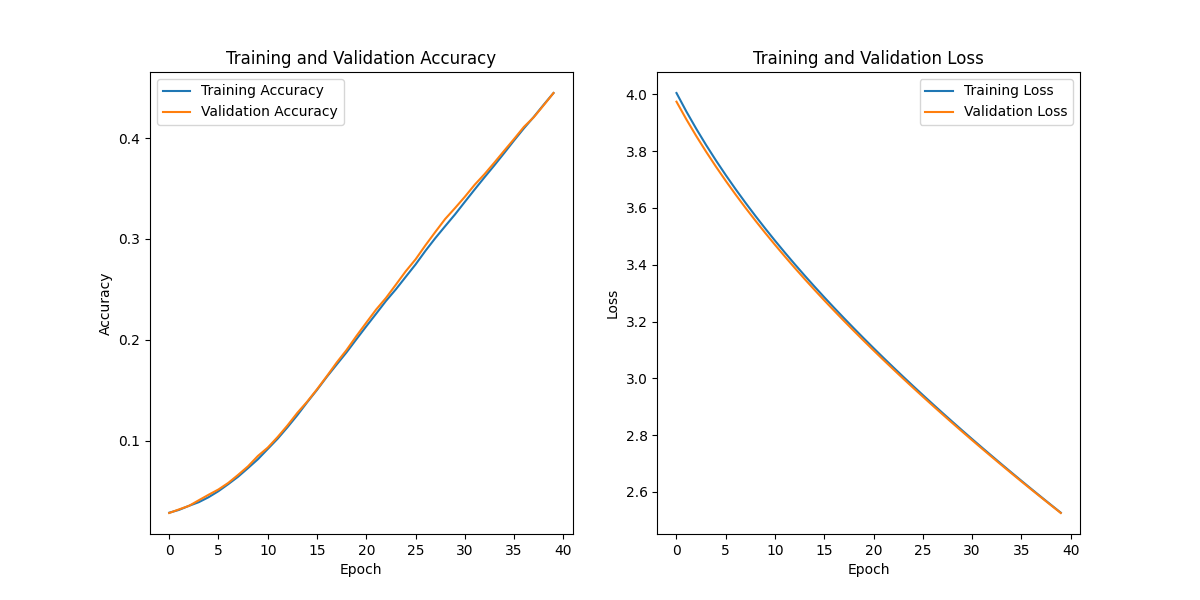 Training and Validation Accuracy
Training Accuracy
Validation Accuracy
0.4
0.3
0.2
0.1
Accuracy
0 5 10 15 20 25 30 35 40
Epoch
Training and Validation Loss
Training Loss
Validation Loss
4.0
3.8
3.6
3.4
3.2
3.0
2.8
2.6
Loss
0 5 10 15 20 25 30 35 40
Epoch